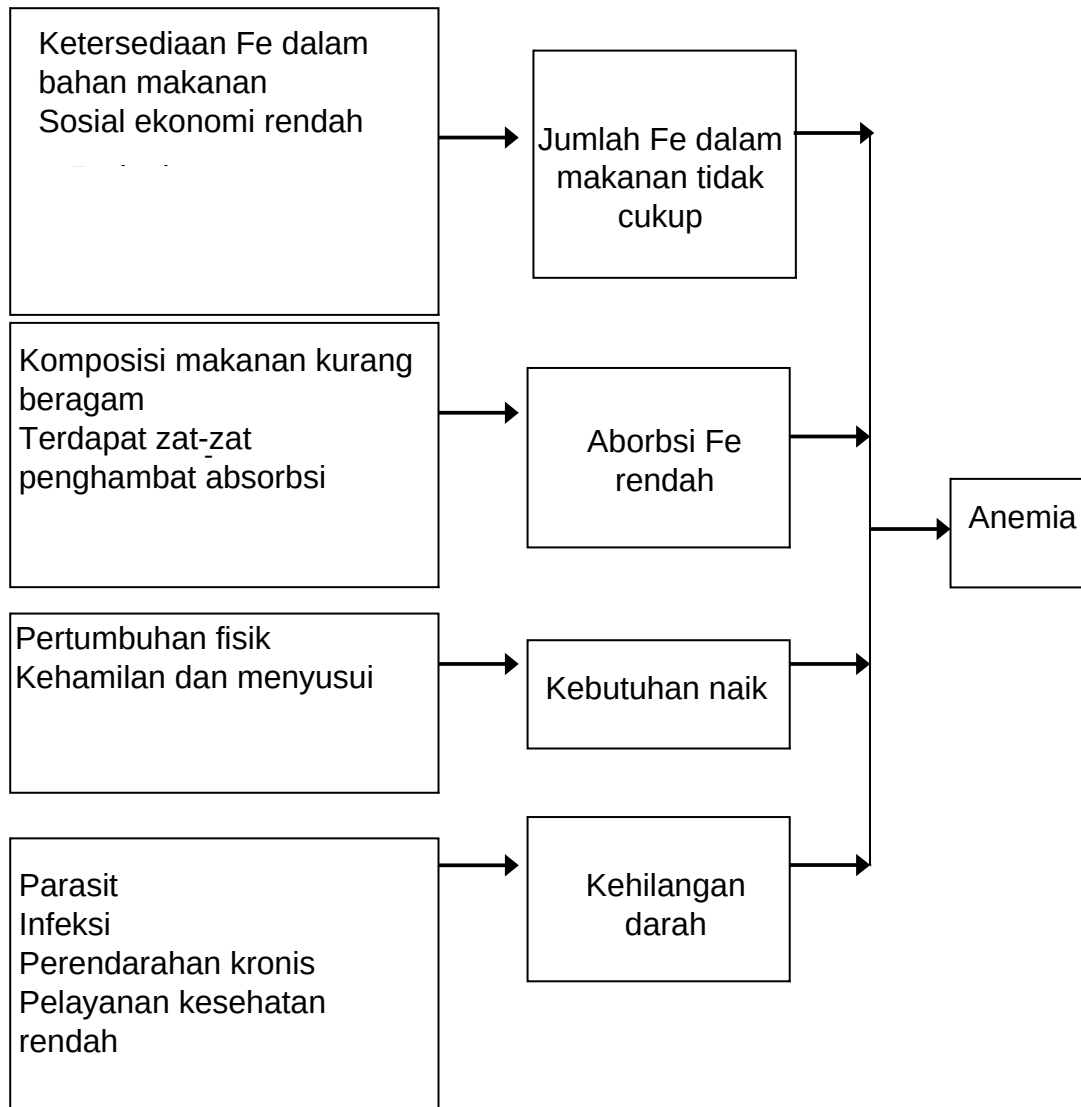 Ketersediaan Fe dalam
bahan makanan
Sosial ekonomi rendah
Jumlah Fe dalam
makanan tidak
cukup
Komposisi makanan kurang
beragam
Terdapat zat-zat
penghambat absorbsi
Aborbsi Fe
rendah
Anemia
Pertumbuhan fisik
Kehamilan dan menyusui
Kebutuhan naik
Parasit
Infeksi
Perendarahan kronis
Pelayanan kesehatan
rendah
Kehilangan
darah